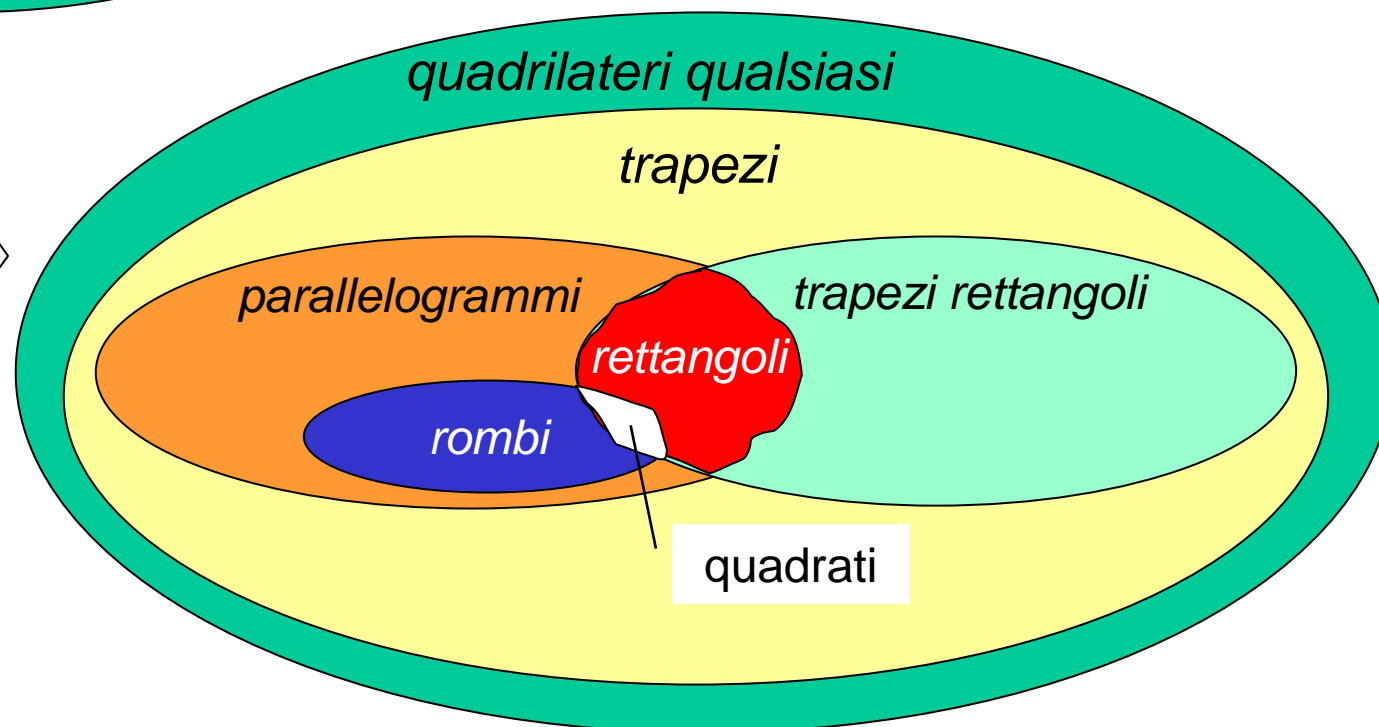 quadrilateri qualsiasi
trapezi
parallelogrammi
trapezi rettangoli
rettangoli
rombi
quadrati